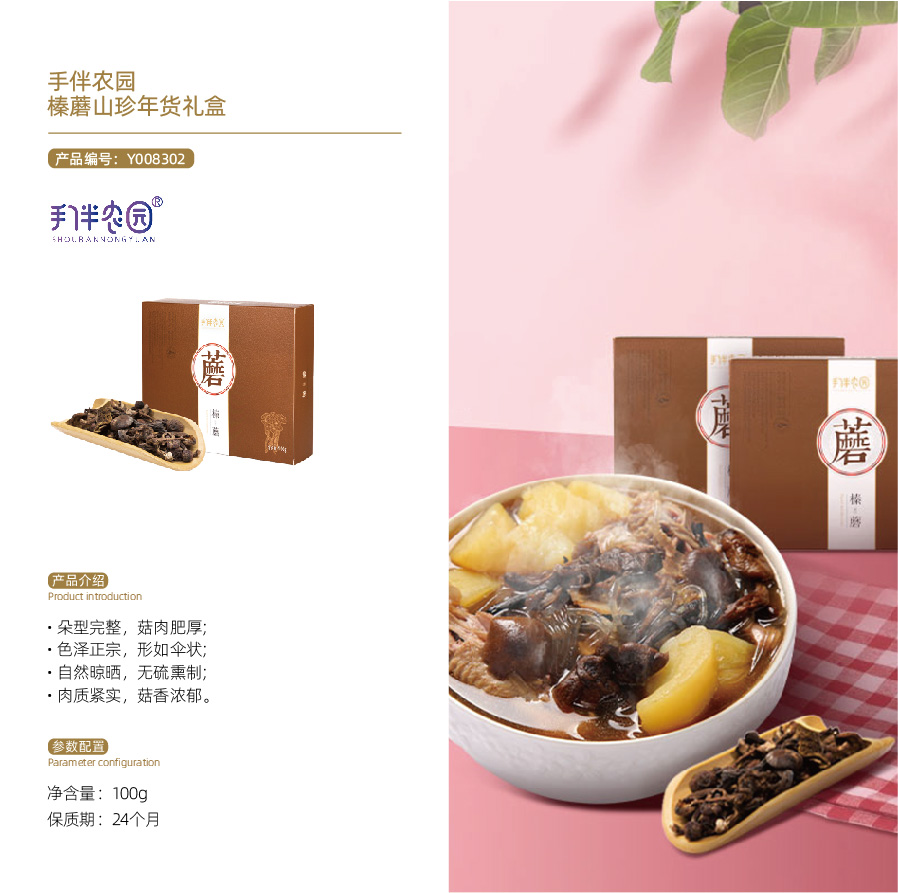 手伴农园
榛蘑山珍年货礼盒
产品编号：Y008302
手伴农园®
SHOUBANNONGYUAN
手伴农园
蘑
榛蘑
产品介绍
Product introduction
• 朵型完整，菇肉肥厚；
• 色泽正宗，形如伞状；
• 自然晾晒，无硫熏制；
• 肉质紧实，菇香浓郁。
参数配置
Parameter configuration
净含量：100g
保质期：24个月
手伴农园
蘑
手伴农园
蘑
榛蘑